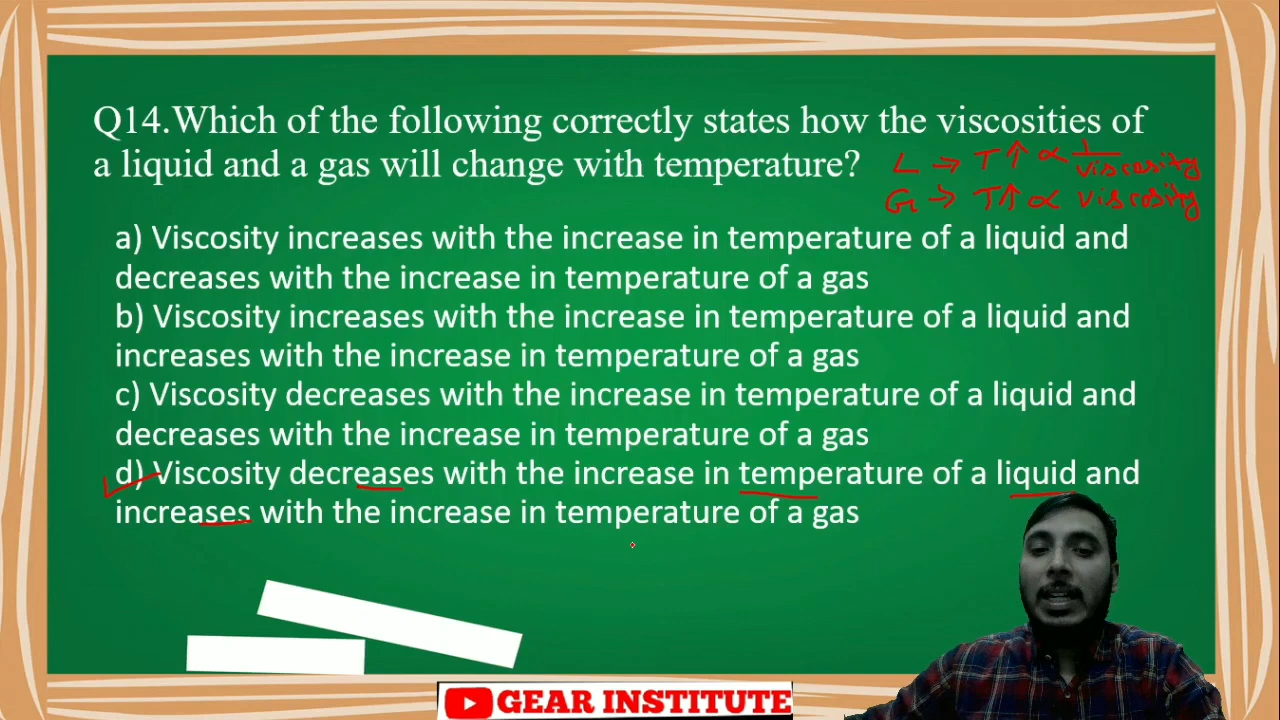 Q14.Which of the following correctly states how the viscosities of
a liquid and a gas will change with temperature?
L → T↑ ∝ 1/viscosity
G → T↑ ∝ viscosity
a) Viscosity increases with the increase in temperature of a liquid and
decreases with the increase in temperature of a gas
b) Viscosity increases with the increase in temperature of a liquid and
increases with the increase in temperature of a gas
c) Viscosity decreases with the increase in temperature of a liquid and
decreases with the increase in temperature of a gas
d) Viscosity decreases with the increase in temperature of a liquid and
increases with the increase in temperature of a gas
GEAR INSTITUTE